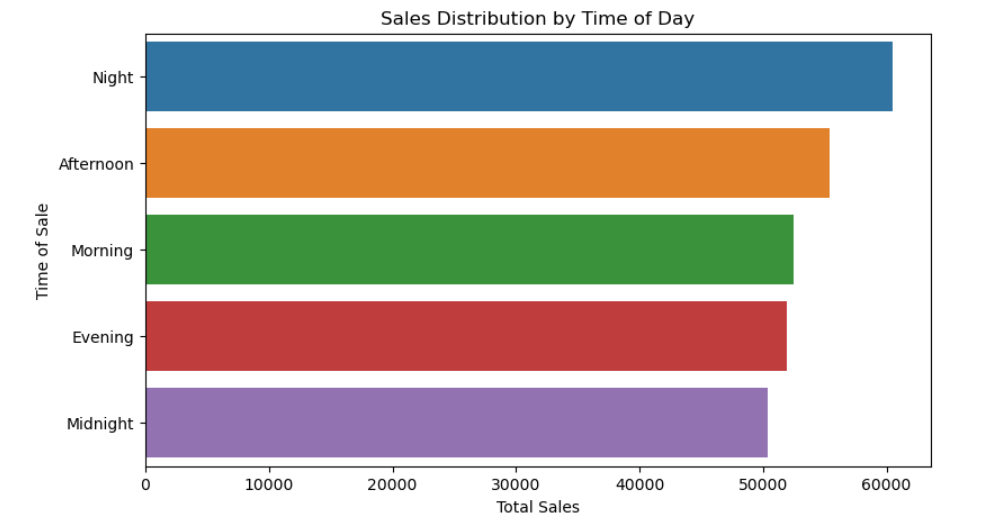 Sales Distribution by Time of Day
Night
Afternoon
Morning
Evening
Midnight
Time of Sale
0 10000 20000 30000 40000 50000 60000
Total Sales